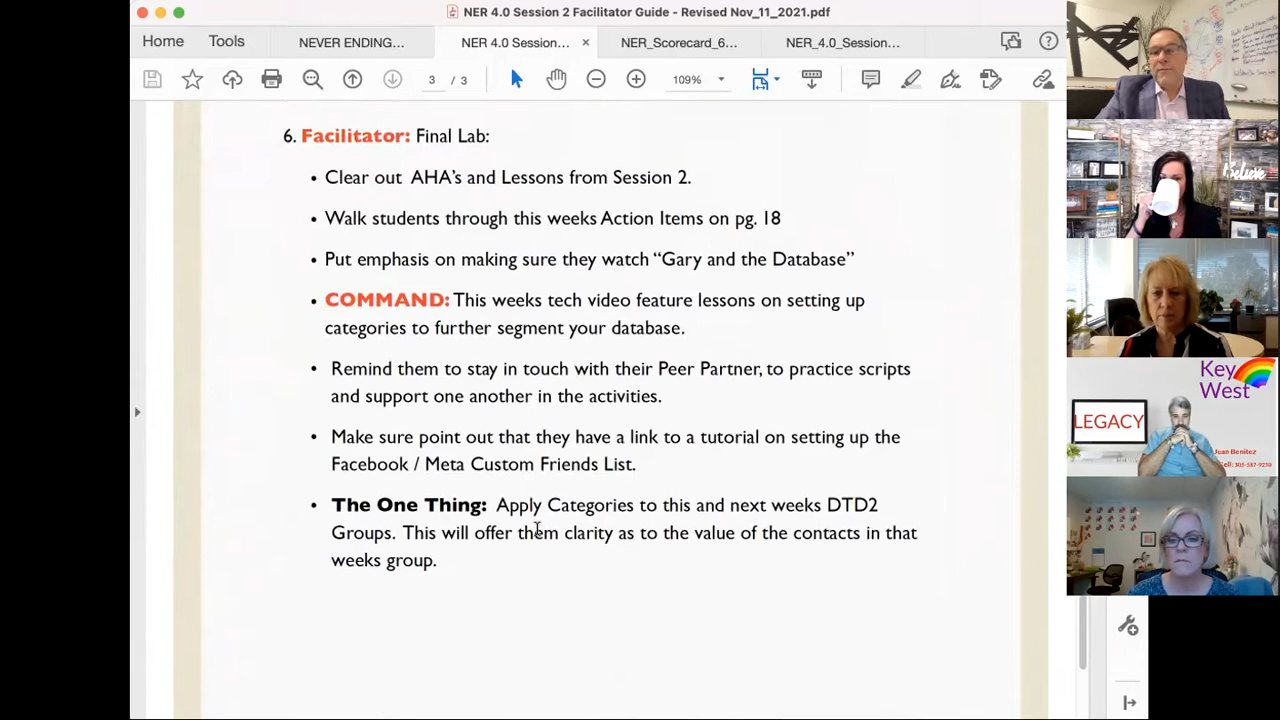 NER 4.0 Session 2 Facilitator Guide - Revised Nov_11_2021.pdf
Home
Tools
NEVER ENDING...
NER 4.0 Session...
×
NER_Scorecard_6...
NER_4.0_Session...
3 / 3
109%
6. Facilitator: Final Lab:
• Clear out AHA's and Lessons from Session 2.
• Walk students through this weeks Action Items on pg. 18
• Put emphasis on making sure they watch “Gary and the Database”
• COMMAND: This weeks tech video feature lessons on setting up
categories to further segment your database.
• Remind them to stay in touch with their Peer Partner, to practice scripts
and support one another in the activities.
• Make sure point out that they have a link to a tutorial on setting up the
Facebook / Meta Custom Friends List.
• The One Thing: Apply Categories to this and next weeks DTD2
Groups. This will offer them clarity as to the value of the contacts in that
weeks group.
believe
Key
West
LEGACY
Juan Benitez
Cell: 305-587-9230